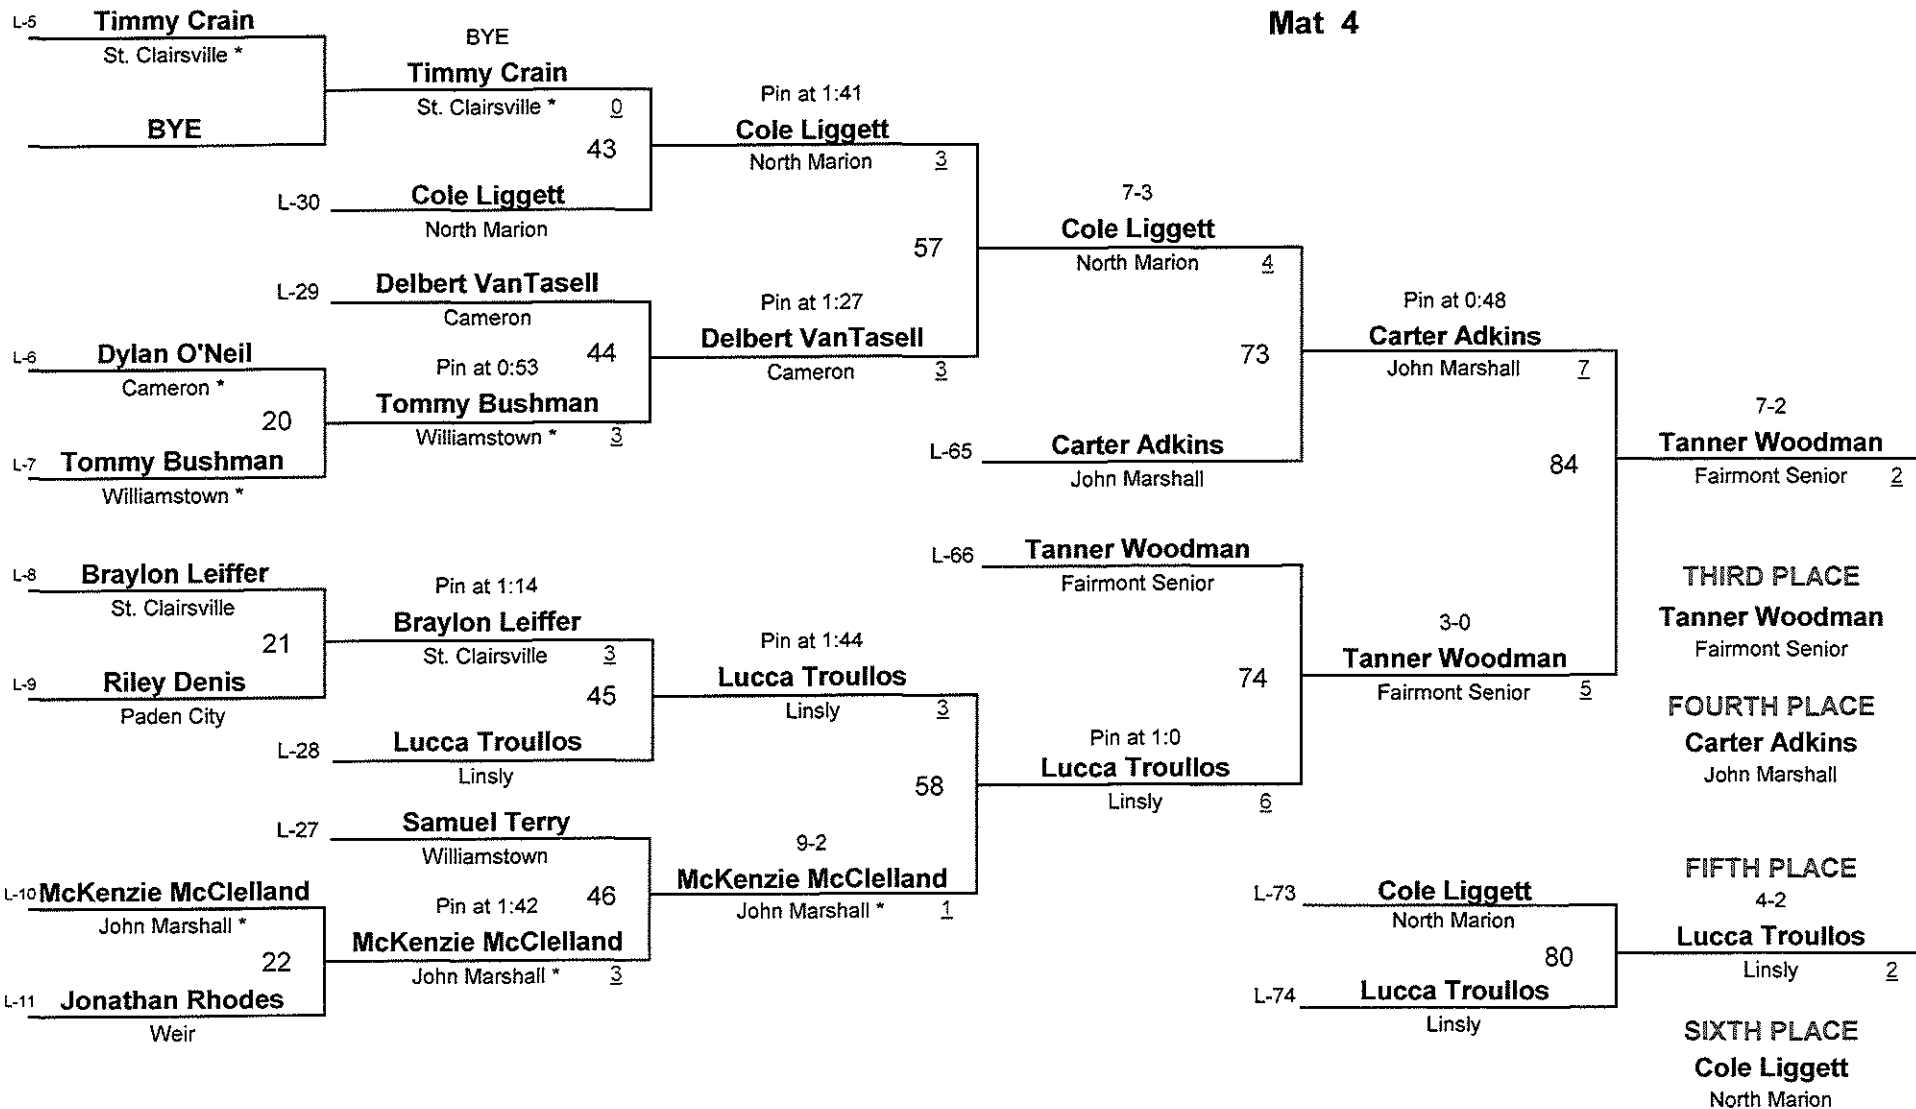 Mat 4
L-5 Timmy Crain
St. Clairsville *
BYE
BYE
Timmy Crain
St. Clairsville * 0
43
L-30 Cole Liggett
North Marion
Pin at 1:41
Cole Liggett
North Marion 3
57
L-29 Delbert VanTasell
Cameron
44
L-6 Dylan O'Neil
Cameron *
20
L-7 Tommy Bushman
Williamstown *
Pin at 0:53
Tommy Bushman
Williamstown * 3
Pin at 1:27
Delbert VanTasell
Cameron 3
7-3
Cole Liggett
North Marion 4
73
L-65 Carter Adkins
John Marshall
Pin at 0:48
Carter Adkins
John Marshall 7
84
7-2
Tanner Woodman
Fairmont Senior 2
L-8 Braylon Leiffer
St. Clairsville
21
L-9 Riley Denis
Paden City
Pin at 1:14
Braylon Leiffer
St. Clairsville 3
45
L-28 Lucca Troullos
Linsly
Pin at 1:44
Lucca Troullos
Linsly 3
58
L-27 Samuel Terry
Williamstown
46
L-10 McKenzie McClelland
John Marshall *
22
L-11 Jonathan Rhodes
Weir
Pin at 1:42
McKenzie McClelland
John Marshall * 3
9-2
McKenzie McClelland
John Marshall * 1
L-66 Tanner Woodman
Fairmont Senior
74
Pin at 1:0
Lucca Troullos
Linsly 6
3-0
Tanner Woodman
Fairmont Senior 5
THIRD PLACE
Tanner Woodman
Fairmont Senior
FOURTH PLACE
Carter Adkins
John Marshall
L-73 Cole Liggett
North Marion
80
L-74 Lucca Troullos
Linsly
FIFTH PLACE
4-2
Lucca Troullos
Linsly 2
SIXTH PLACE
Cole Liggett
North Marion